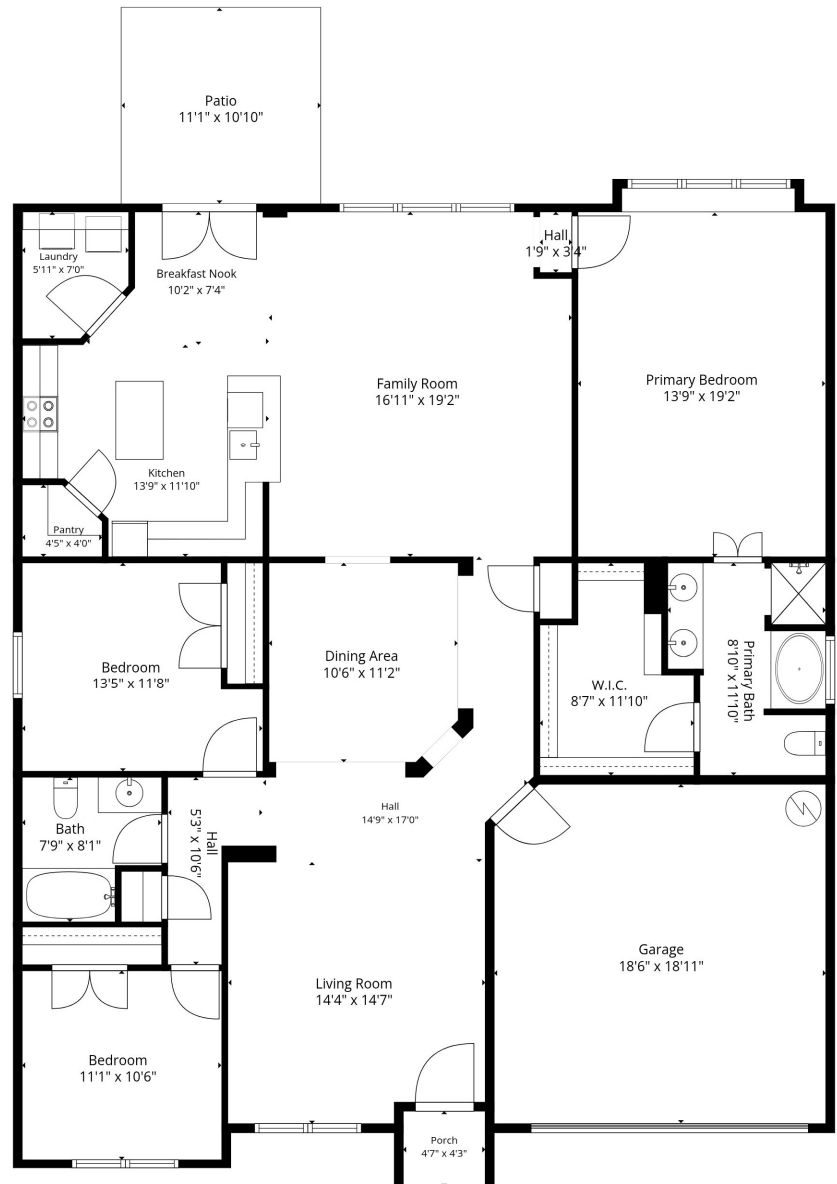 Patio
11'1" x 10'10"
Laundry
5'11" x 7'0"
Breakfast Nook
10'2" x 7'4"
Hall
1'9" x 3'4"
Family Room
16'11" x 19'2"
Primary Bedroom
13'9" x 19'2"
Kitchen
13'9" x 11'10"
Pantry
4'5" x 4'0"
Bedroom
13'5" x 11'8"
Dining Area
10'6" x 11'2"
W.I.C.
8'7" x 11'10"
Primary Bath
8'10" x 11'10"
Bath
7'9" x 8'1"
Hall
5'3" x 10'6"
Hall
14'9" x 17'0"
Living Room
14'4" x 14'7"
Garage
18'6" x 18'11"
Bedroom
11'1" x 10'6"
Porch
4'7" x 4'3"